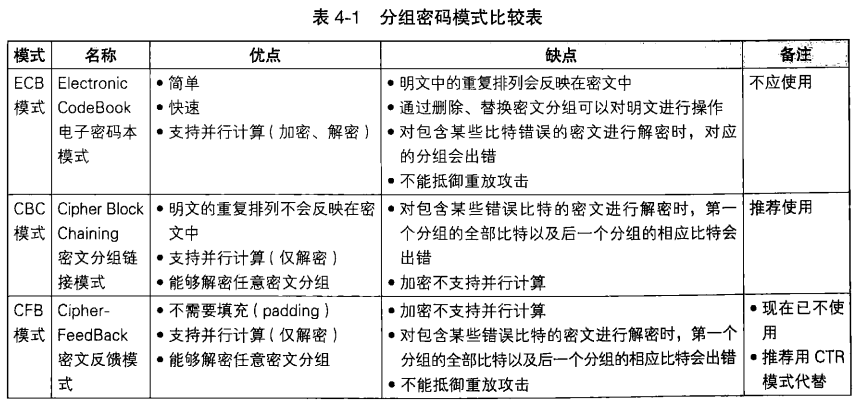 表 4-1 分组密码模式比较表
模式 名称 优点 缺点 备注
ECB 模式
Electronic
CodeBook
电子密码本
模式
• 简单
• 快速
• 支持并行计算（加密、解密）
• 明文中的重复排列会反映在密文中
• 通过删除、替换密文分组可以对明文进行操作
• 对包含某些比特错误的密文进行解密时，对应
的分组会出错
• 不能抵御重放攻击
不应使用
CBC
模式
Cipher Block
Chaining
密文分组链
接模式
• 明文的重复排列不会反映在密
文中
• 支持并行计算（仅解密）
• 能够解密任意密文分组
• 对包含某些错误比特的密文进行解密时，第一
个分组的全部比特以及后一个分组的相应比特会
出错
• 加密不支持并行计算
推荐使用
CFB
模式
Cipher-
FeedBack
密文反馈模
式
• 不需要填充（padding）
• 支持并行计算（仅解密）
• 能够解密任意密文分组
• 加密不支持并行计算
• 对包含某些错误比特的密文进行解密时，第一个
分组的全部比特以及后一个分组的相应比特会出错
• 不能抵御重放攻击
• 现在已不使
用
• 推荐用 CTR
模式代替